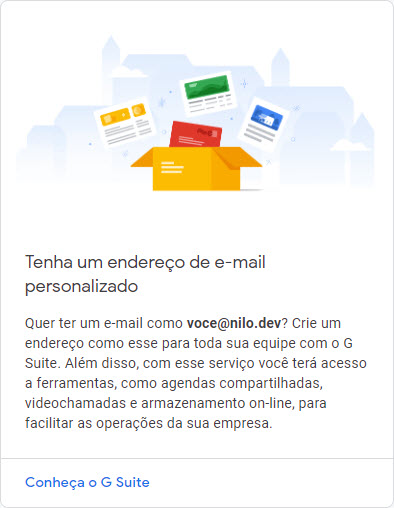 Tenha um endereço de e-mail
personalizado
Quer ter um e-mail como voce@nilo.dev? Crie um
endereço como esse para toda sua equipe com o G
Suite. Além disso, com esse serviço você terá acesso
a ferramentas, como agendas compartilhadas,
videochamadas e armazenamento on-line, para
facilitar as operações da sua empresa.
Conheça o G Suite